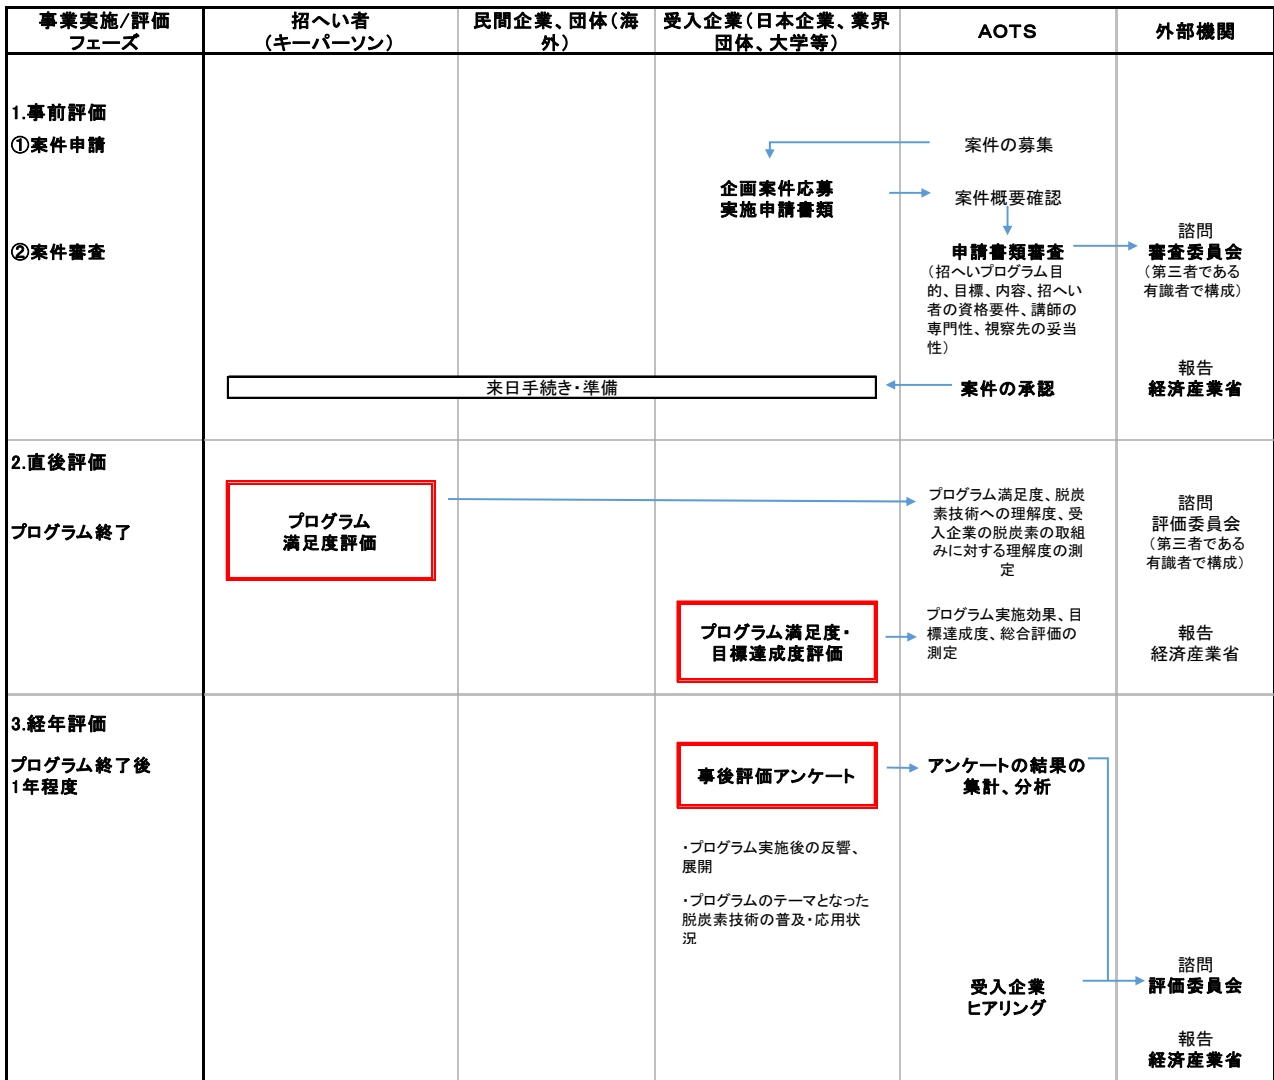 事業実施/評価
フェーズ
招へい者
(キーパーソン)
民間企業、団体(海
外)
受入企業(日本企業、業界
団体、大学等)
AOTS
外部機関
1.事前評価
①案件申請
案件の募集
企画案件応募
実施申請書類
案件概要確認
②案件審査
申請書類審査
(招へいプログラム目
的、目標、内容、招へい
者の資格要件、講師の
専門性、視察先の妥当
性)
諮問
審査委員会
(第三者である
有識者で構成)
来日手続き・準備
案件の承認
報告
経済産業省
2.直後評価
プログラム終了
プログラム
満足度評価
プログラム満足度、脱炭
素技術への理解度、受
入企業の脱炭素の取組
みに対する理解度の測
定
諮問
評価委員会
(第三者である
有識者で構成)
プログラム満足度・
目標達成度評価
プログラム実施効果、目
標達成度、総合評価の
測定
報告
経済産業省
3.経年評価
プログラム終了後
1年程度
事後評価アンケート
アンケートの結果の
集計、分析
・プログラム実施後の反響、
展開
・プログラムのテーマとなった
脱炭素技術の普及・応用状
況
受入企業
ヒアリング
諮問
評価委員会
報告
経済産業省